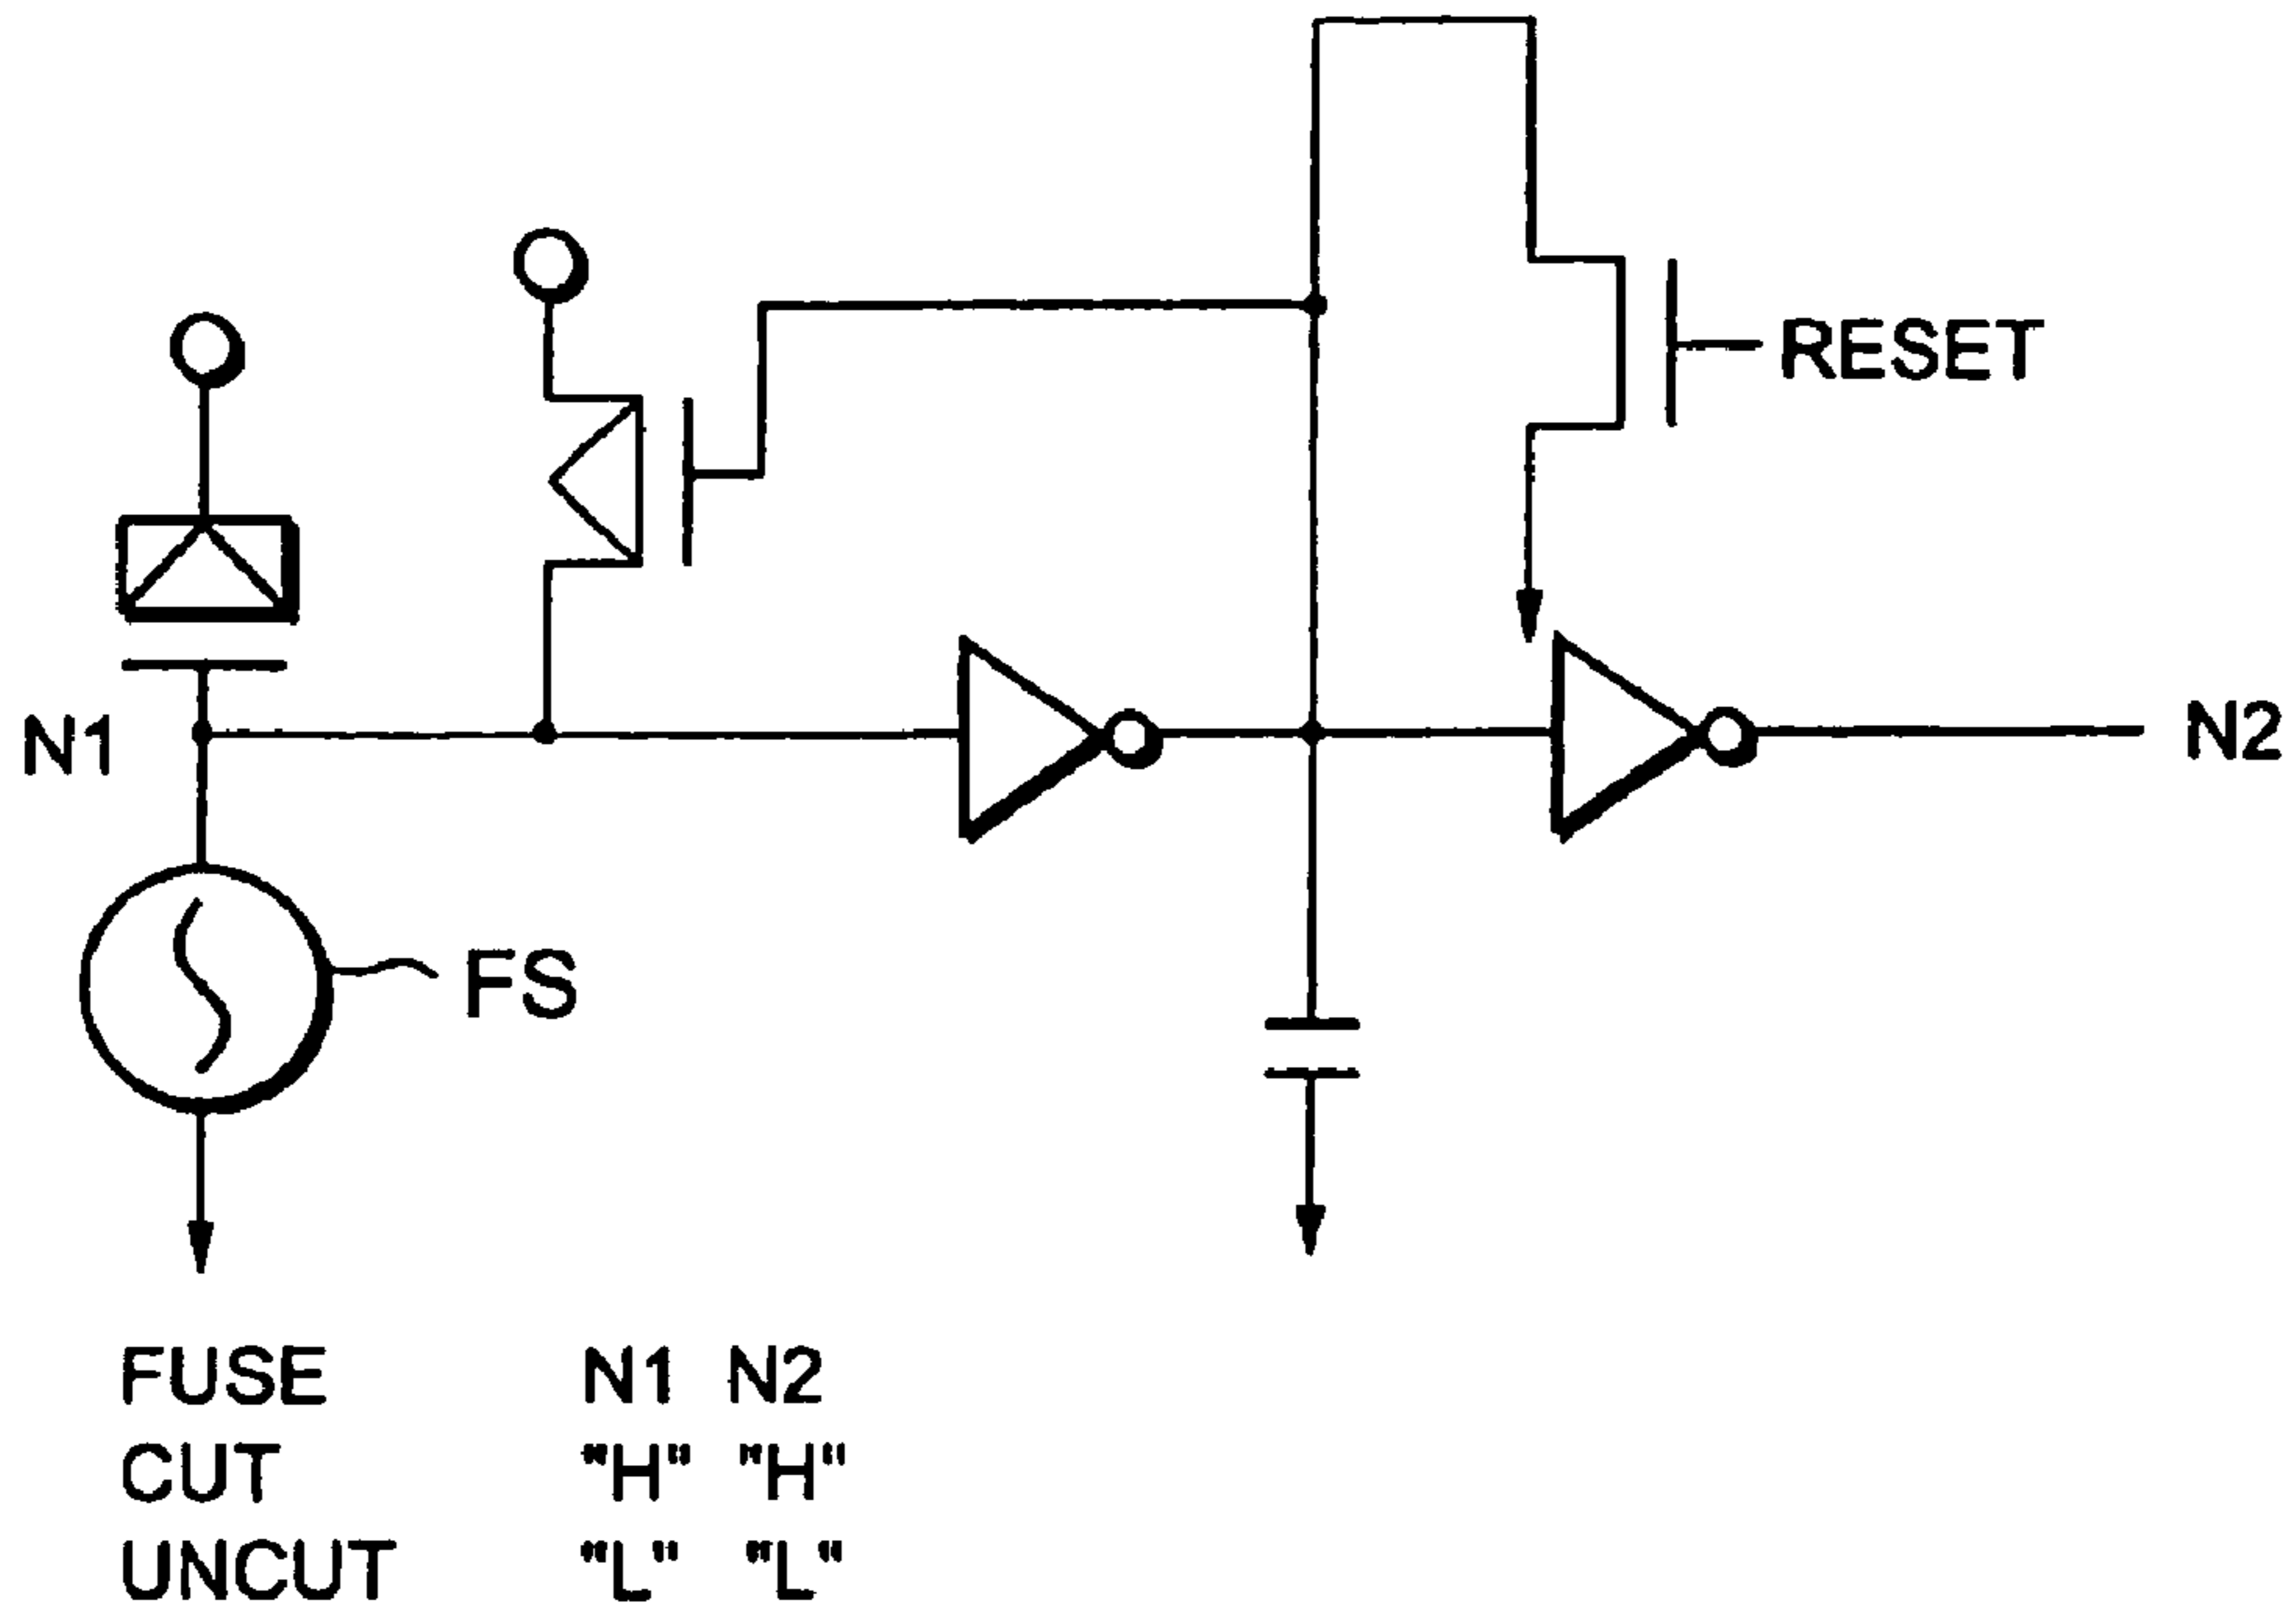 RESET
N1
N2
FS
FUSE N1 N2
CUT "H" "H"
UNCUT "L" "L"